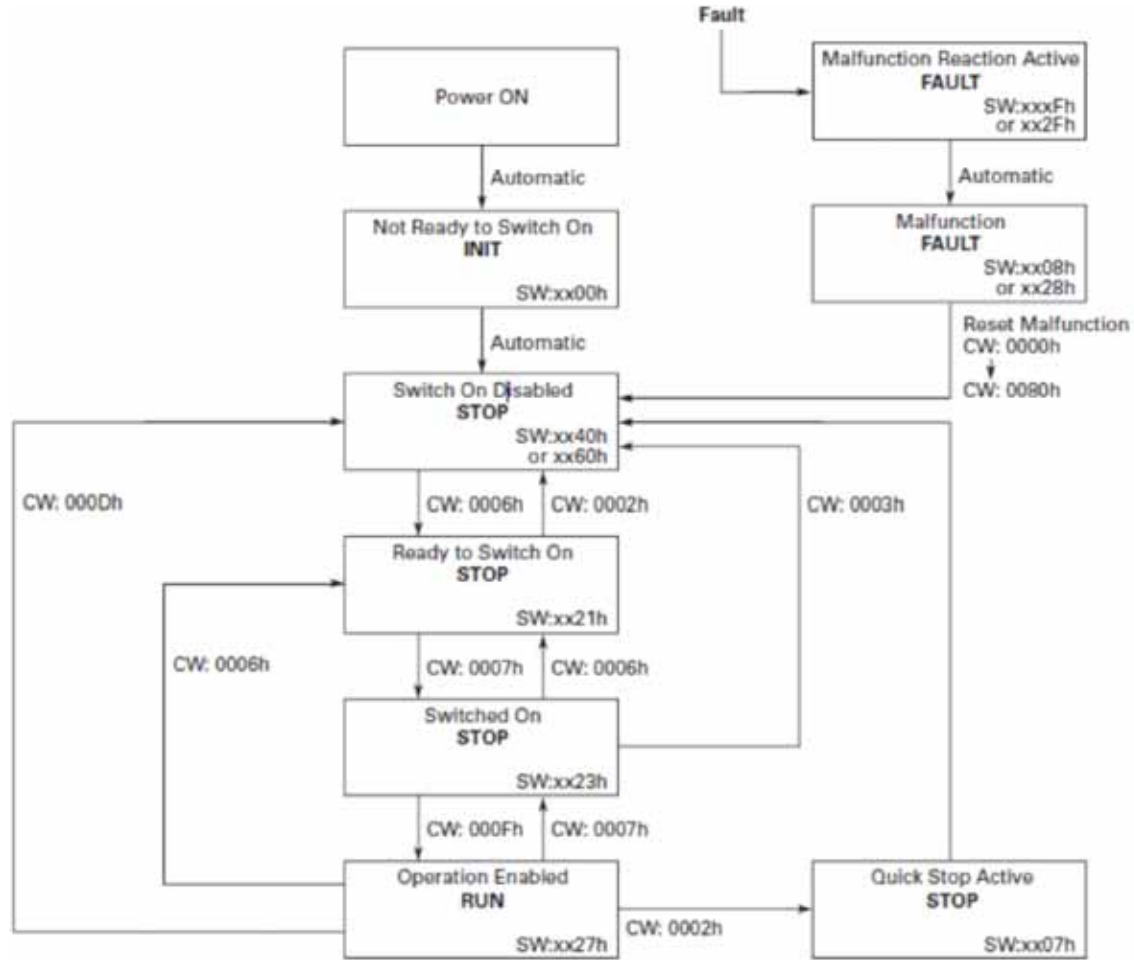 Fault
Power ON
Malfunction Reaction Active
FAULT
SW:xxxFh
or xx2Fh
Automatic
Automatic
Not Ready to Switch On
INIT
SW:xx00h
Malfunction
FAULT
SW:xx08h
or xx28h
Automatic
Reset Malfunction
CW: 0000h
CW: 0080h
Switch On Disabled
STOP
SW:xx40h
or xx60h
CW: 000Dh
CW: 0006h
CW: 0002h
CW: 0003h
Ready to Switch On
STOP
SW:xx21h
CW: 0006h
CW: 0007h
CW: 0006h
Switched On
STOP
SW:xx23h
CW: 000Fh
CW: 0007h
Operation Enabled
RUN
SW:xx27h
CW: 0002h
Quick Stop Active
STOP
SW:xx07h